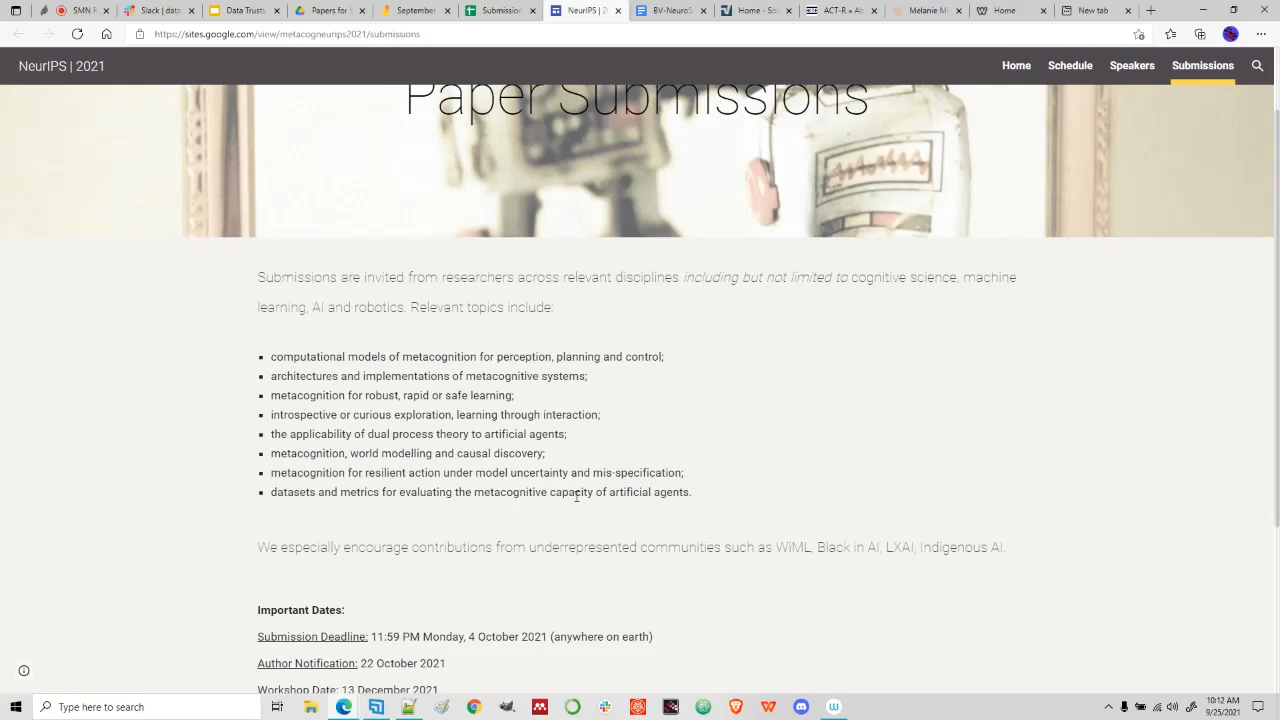 SMN F
Slack
Papers for
Septembe
Submissio
NeurIPS | 2
BV-NeuroS
Home - So
ACT-R » Ab
Melanie M
Home
New tab
https://sites.google.com/view/metacogneurips2021/submissions
NeurIPS | 2021
Home
Schedule
Speakers
Submissions
Paper Submissions
Submissions are invited from researchers across relevant disciplines including but not limited to cognitive science, machine
learning, AI and robotics. Relevant topics include:
computational models of metacognition for perception, planning and control;
architectures and implementations of metacognitive systems;
metacognition for robust, rapid or safe learning;
introspective or curious exploration, learning through interaction;
the applicability of dual process theory to artificial agents;
metacognition, world modelling and causal discovery;
metacognition for resilient action under model uncertainty and mis-specification;
datasets and metrics for evaluating the metacognitive capacity of artificial agents.
We especially encourage contributions from underrepresented communities such as WiML, Black in AI, LXAI, Indigenous AI.
Important Dates:
Submission Deadline: 11:59 PM Monday, 4 October 2021 (anywhere on earth)
Author Notification: 22 October 2021
Workshop Date: 13 December 2021
Type here to search
10:12 AM
9/25/2021